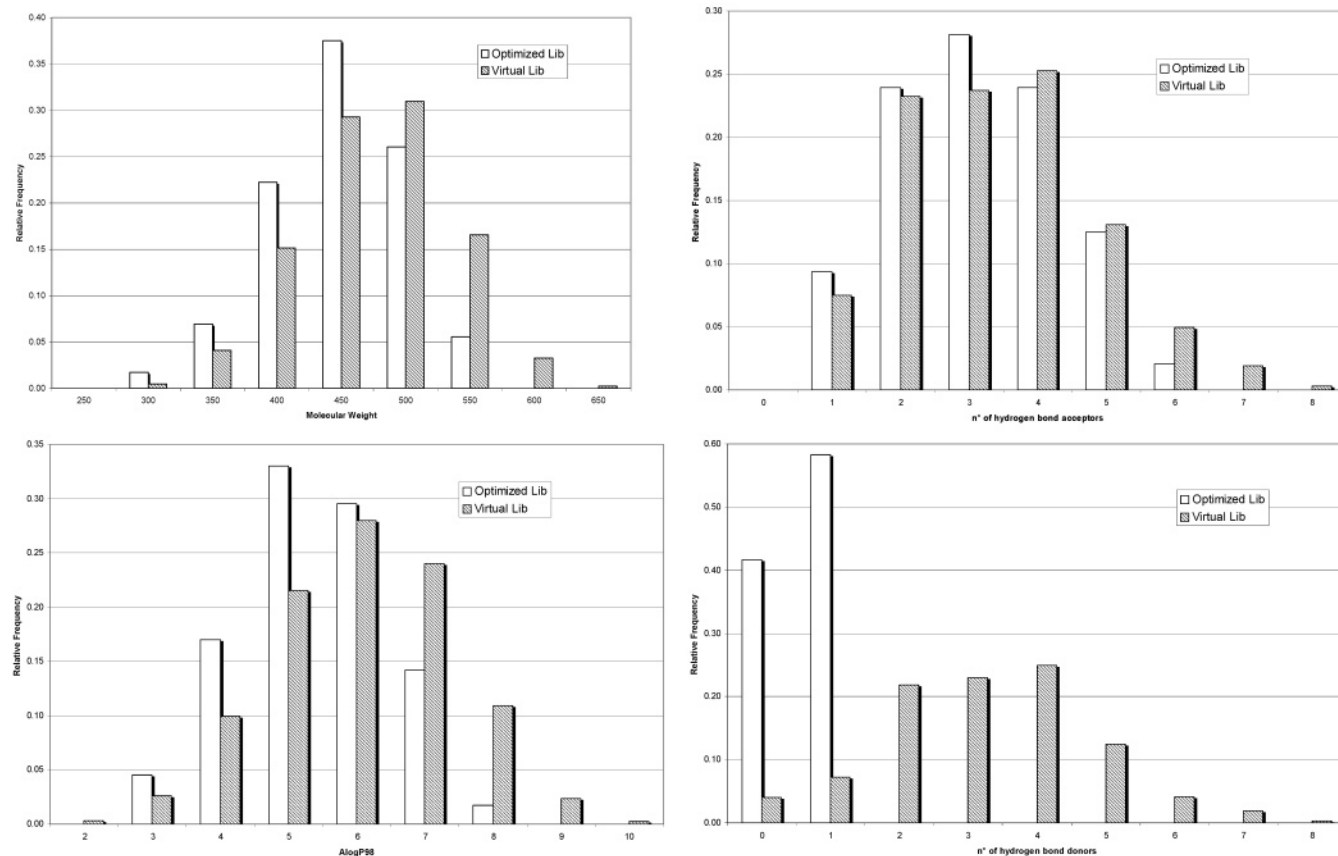 0.40
0.35
0.30
0.25
0.20
0.15
0.10
0.05
0.00
Relative Frequency
Optimized Lib
Virtual Lib
250 300 350 400 450 500 550 600 650
Molecular Weight
0.30
0.25
0.20
0.15
0.10
0.05
0.00
Relative Frequency
Optimized Lib
Virtual Lib
0 1 2 3 4 5 6 7 8
n° of hydrogen bond acceptors
0.35
0.30
0.25
0.20
0.15
0.10
0.05
0.00
Relative Frequency
Optimized Lib
Virtual Lib
2 3 4 5 6 7 8 9 10
AlogP98
0.60
0.50
0.40
0.30
0.20
0.10
0.00
Relative Frequency
Optimized Lib
Virtual Lib
0 1 2 3 4 5 6 7 8
n° of hydrogen bond donors